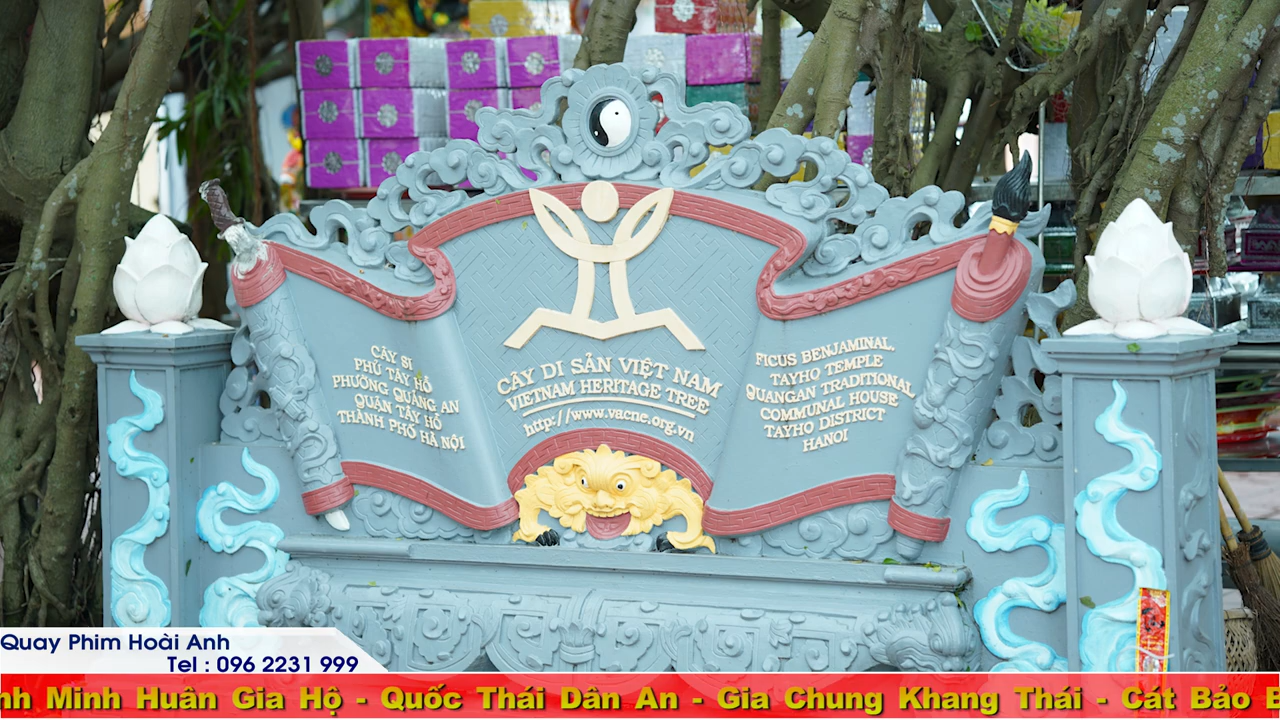 CÂY SI
PHỦ TÂY HỒ
PHƯỜNG QUẢNG AN
QUẬN TÂY HỒ
THÀNH PHỐ HÀ NỘI
CÂY DI SẢN VIỆT NAM
VIETNAM HERITAGE TREE
http://www.vacne.org.vn
FICUS BENJAMINAL,
TAYHO TEMPLE
QUANGAN TRADITIONAL
COMMUNAL HOUSE
TAYHO DISTRICT
HANOI
Quay Phim Hoài Anh
Tel : 096 2231 999
Minh Huân Gia Hộ - Quốc Thái Dân An - Gia Chung Khang Thái - Cát Bảo